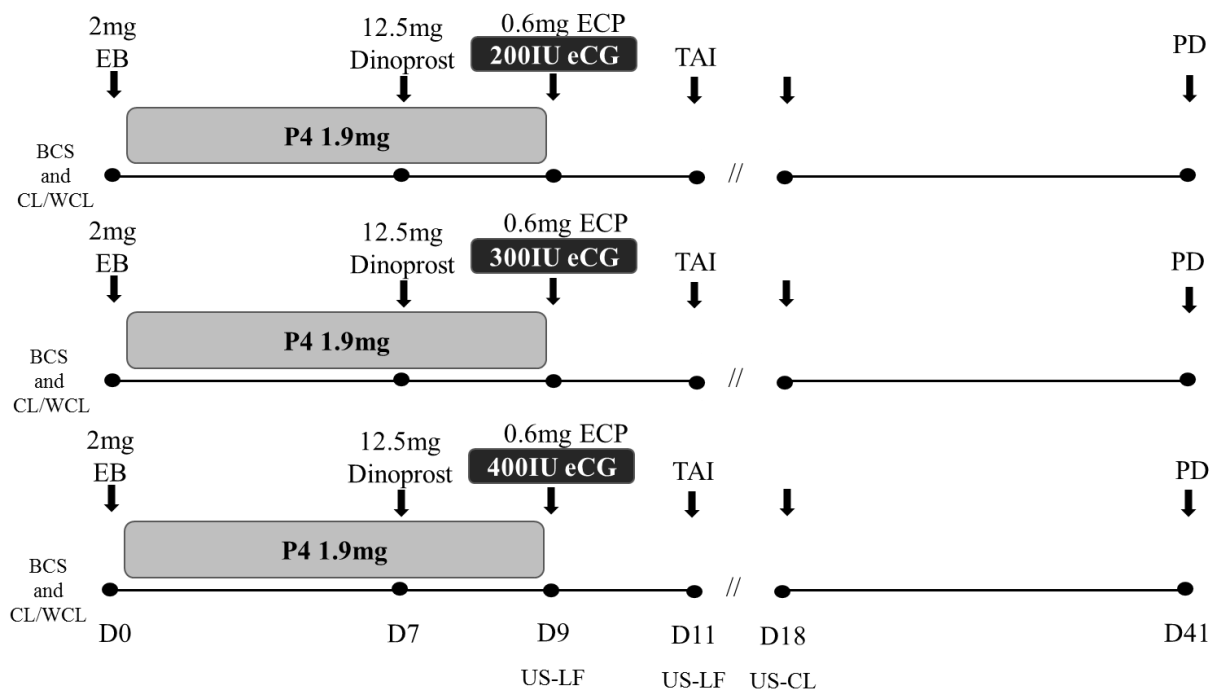 2mg
EB
12.5mg
Dinoprost
0.6mg ECP
200IU eCG
TAI
PD
P4 1.9mg
BCS
and
CL/WCL
//
2mg
EB
12.5mg
Dinoprost
0.6mg ECP
300IU eCG
TAI
PD
P4 1.9mg
BCS
and
CL/WCL
//
2mg
EB
12.5mg
Dinoprost
0.6mg ECP
400IU eCG
TAI
PD
P4 1.9mg
BCS
and
CL/WCL
//
D0 D7 D9 D11 D18 D41
US-LF US-LF US-CL